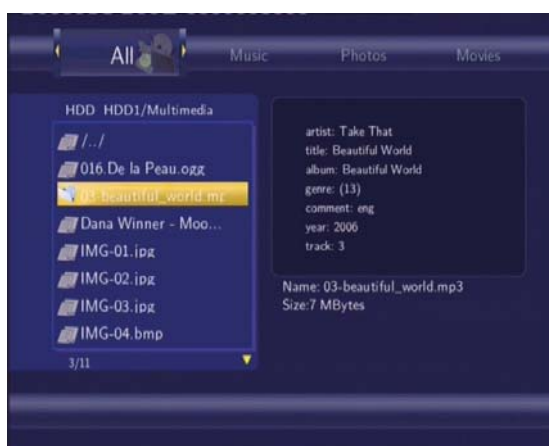 All Music Photos Movies
HDD HDD1/Multimedia
/../
016.De la Peau.ogg
03-beautiful_world.mp
Dana Winner - Moo...
IMG-01.jpg
IMG-02.jpg
IMG-03.jpg
IMG-04.bmp
3/11
artist: Take That
title: Beautiful World
album: Beautiful World
genre: (13)
comment: eng
year: 2006
track: 3
Name: 03-beautiful_world.mp3
Size:7 MBytes